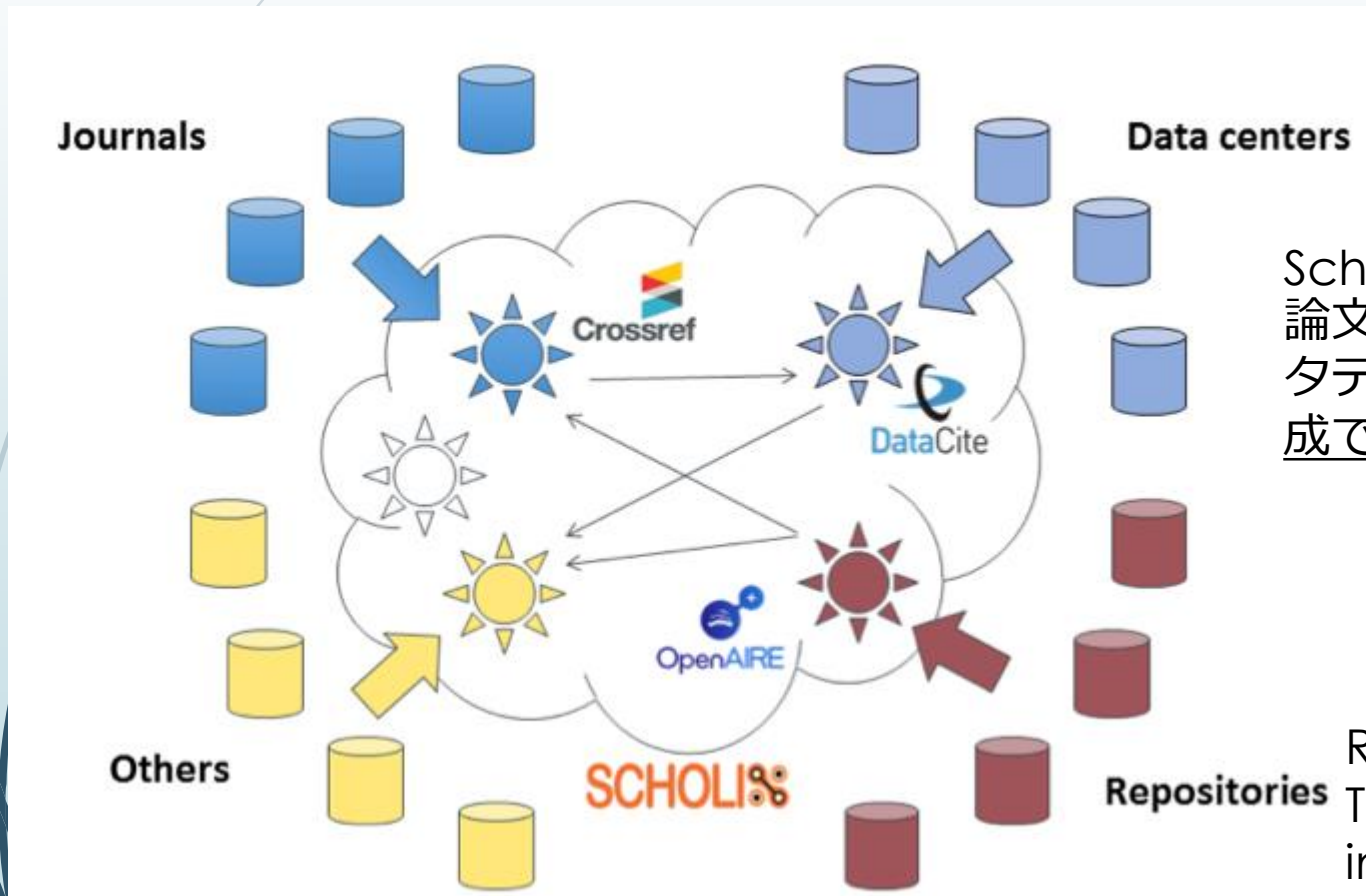 Journals
Data centers
Crossref
DataCite
Sch
論文
タデ
成で
OpenAIRE
Others
SCHOLIX
Repositories
R
T
in